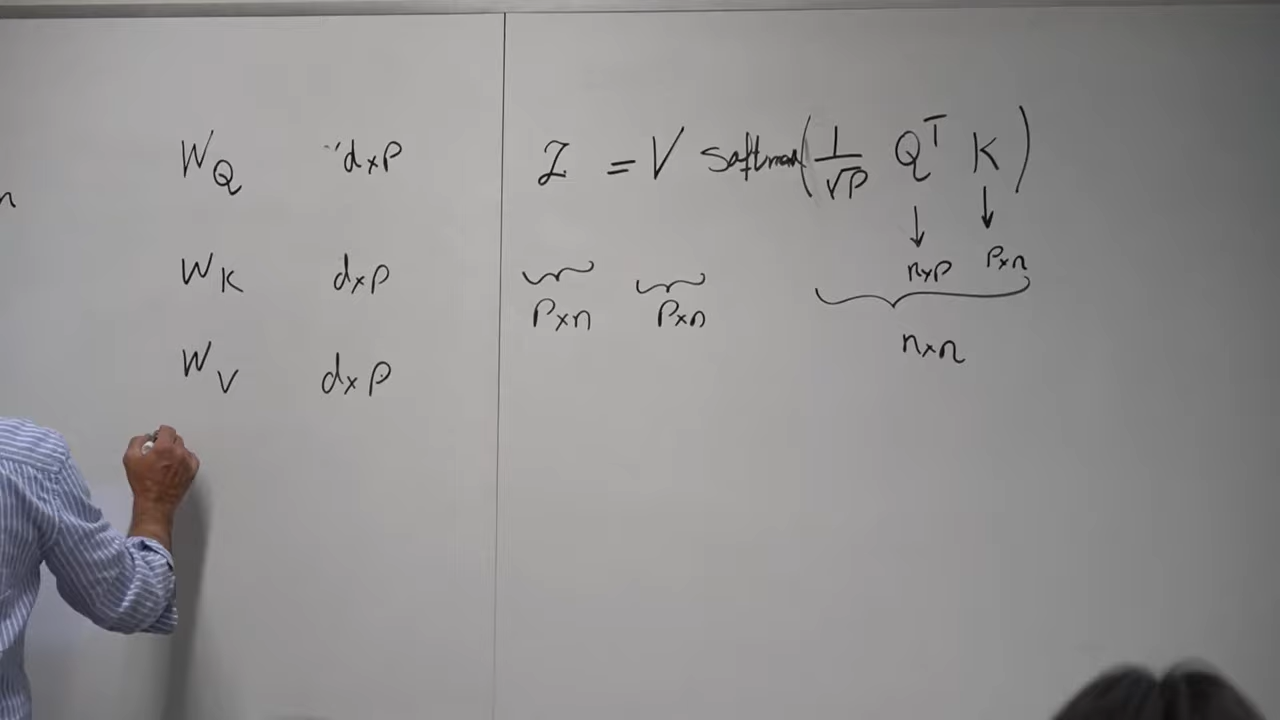 W_Q d×P
n
W_K d×P
W_V d×P
Z = V Softmax(1/√P Q^T K)
n×P P×n
P×n P×n
n×n